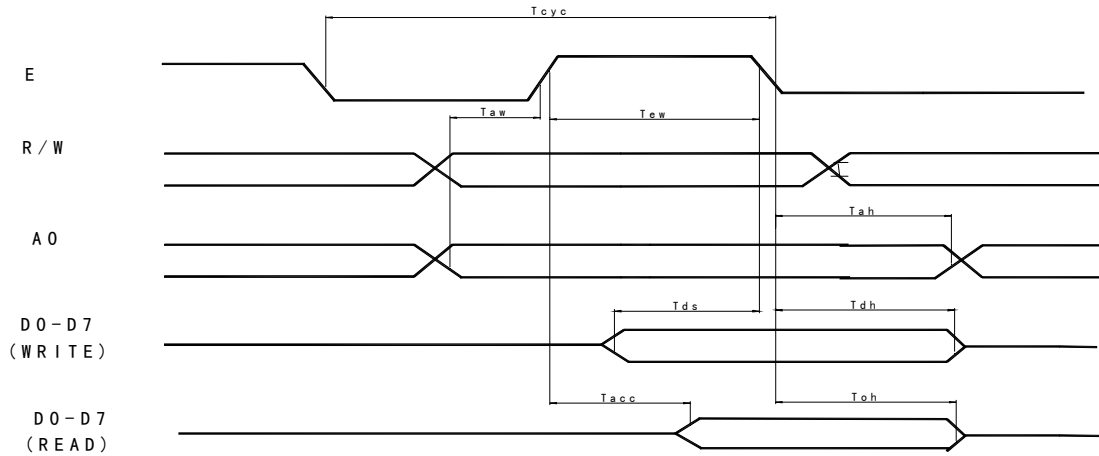 Tcyc
E
Taw
Tew
R/W
Tah
A0
Tds
Tdh
D0-D7
(WRITE)
Tacc
Toh
D0-D7
(READ)